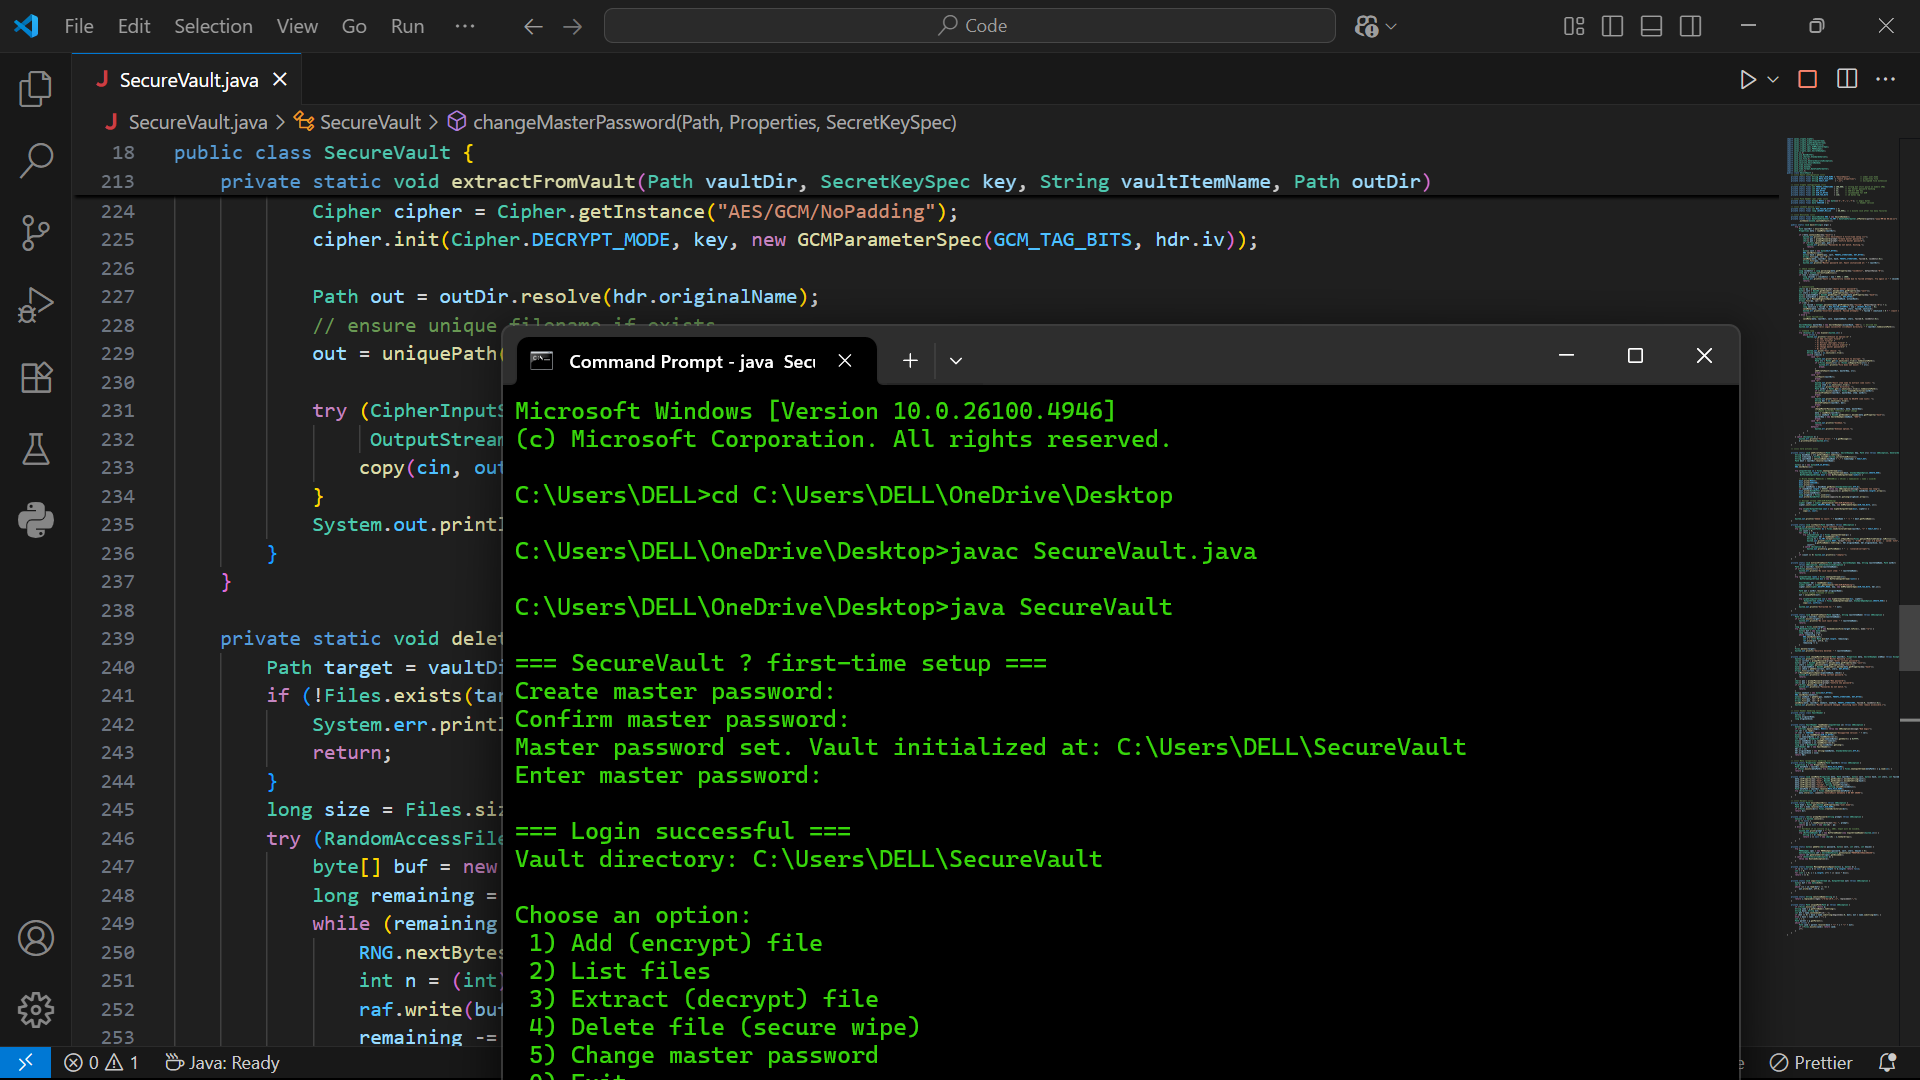 File Edit Selection View Go Run ··· Code
SecureVault.java
SecureVault.java > SecureVault > changeMasterPassword(Path, Properties, SecretKeySpec)
18 public class SecureVault {
213 private static void extractFromVault(Path vaultDir, SecretKeySpec key, String vaultItemName, Path outDir)
224 Cipher cipher = Cipher.getInstance("AES/GCM/NoPadding");
225 cipher.init(Cipher.DECRYPT_MODE, key, new GCMParameterSpec(GCM_TAG_BITS, hdr.iv));
226
227 Path out = outDir.resolve(hdr.originalName);
228 // ensure unique filename if exists
229 out = uniquePath(
230
231 try (CipherInputS
232 OutputStream
233 copy(cin, out
234 }
235 System.out.printl
236 }
237 }
238
239 private static void delet
240 Path target = vaultDi
241 if (!Files.exists(tar
242 System.err.printl
243 return;
244 }
245 long size = Files.siz
246 try (RandomAccessFile
247 byte[] buf = new
248 long remaining =
249 while (remaining
250 RNG.nextBytes
251 int n = (int)
252 raf.write(buf
253 remaining -=
Command Prompt - java Secu
Microsoft Windows [Version 10.0.26100.4946]
(c) Microsoft Corporation. All rights reserved.
C:\Users\DELL>cd C:\Users\DELL\OneDrive\Desktop
C:\Users\DELL\OneDrive\Desktop>javac SecureVault.java
C:\Users\DELL\OneDrive\Desktop>java SecureVault
=== SecureVault ? first-time setup ===
Create master password:
Confirm master password:
Master password set. Vault initialized at: C:\Users\DELL\SecureVault
Enter master password:
=== Login successful ===
Vault directory: C:\Users\DELL\SecureVault
Choose an option:
1) Add (encrypt) file
2) List files
3) Extract (decrypt) file
4) Delete file (secure wipe)
5) Change master password
0) Exit
0 1 Java: Ready Prettier